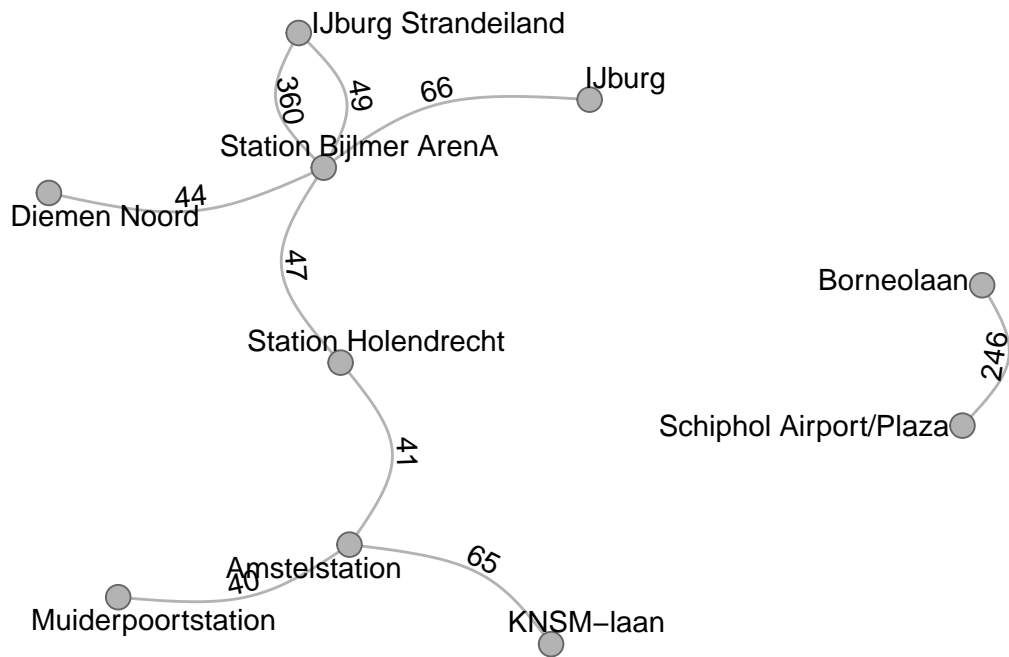 IJburg Strandeiland
IJburg
360
49
66
Station Bijlmer ArenA
44
Diemen Noord
47
Borneolaan
Station Holendrecht
246
Schiphol Airport/Plaza
41
Amstelstation
65
40
Muiderpoortstation
KNSM−laan